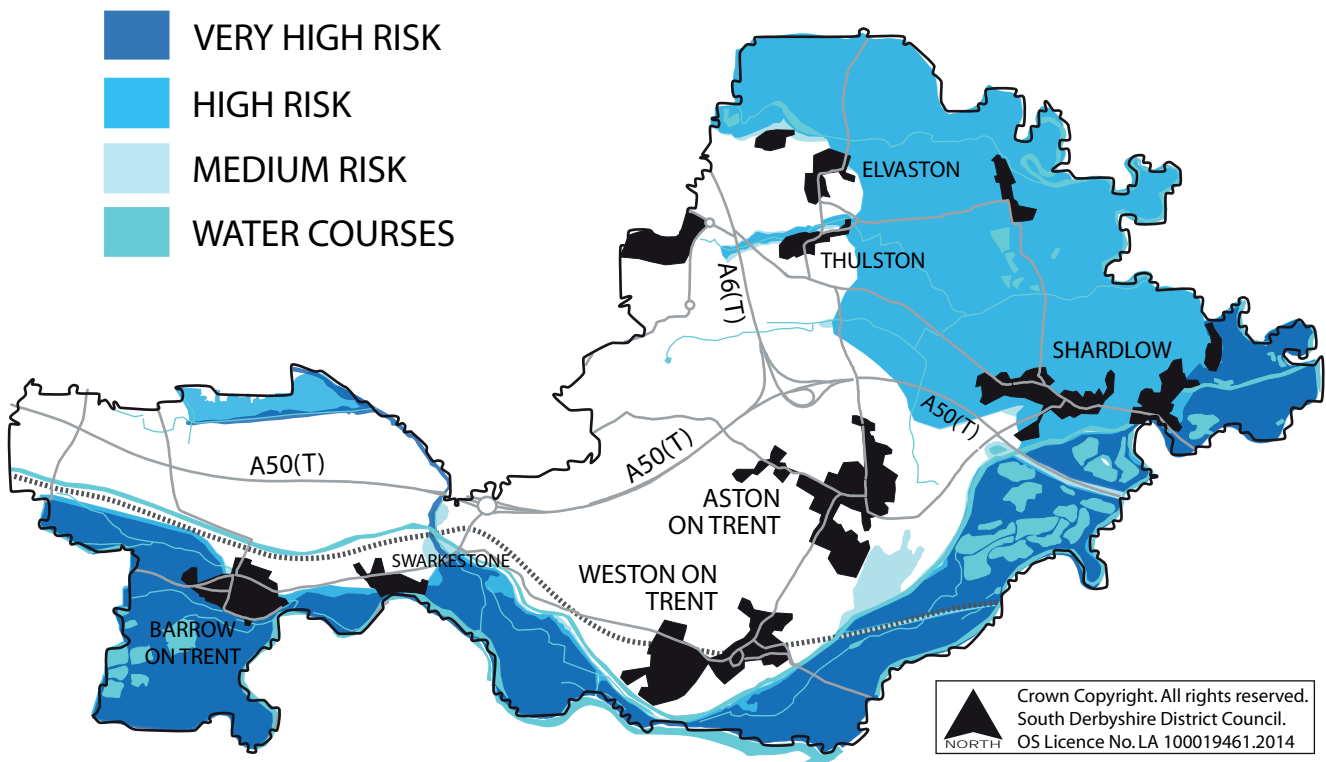 VERY HIGH RISK
HIGH RISK
MEDIUM RISK
WATER COURSES
ELVASTON
THULSTON
A6(T)
SHARDLOW
A50(T)
A50(T)
A50(T)
ASTON
ON TRENT
SWARKESTONE
WESTON ON
TRENT
BARROW
ON TRENT
NORTH
Crown Copyright. All rights reserved.
South Derbyshire District Council.
OS Licence No. LA 100019461.2014